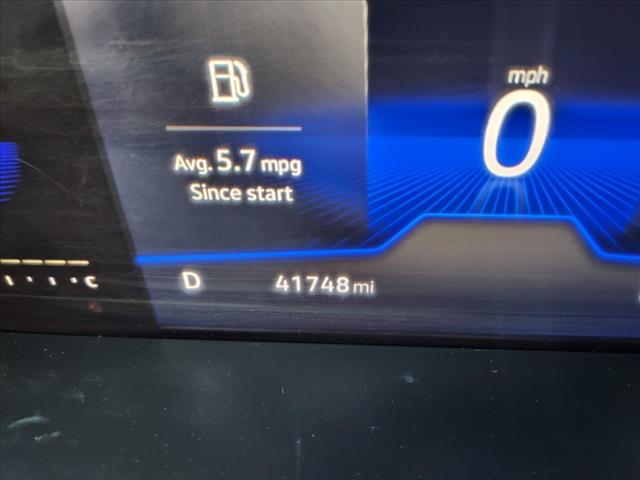 mph
0
Avg. 5.7 mpg
Since start
C
D
41748 mi